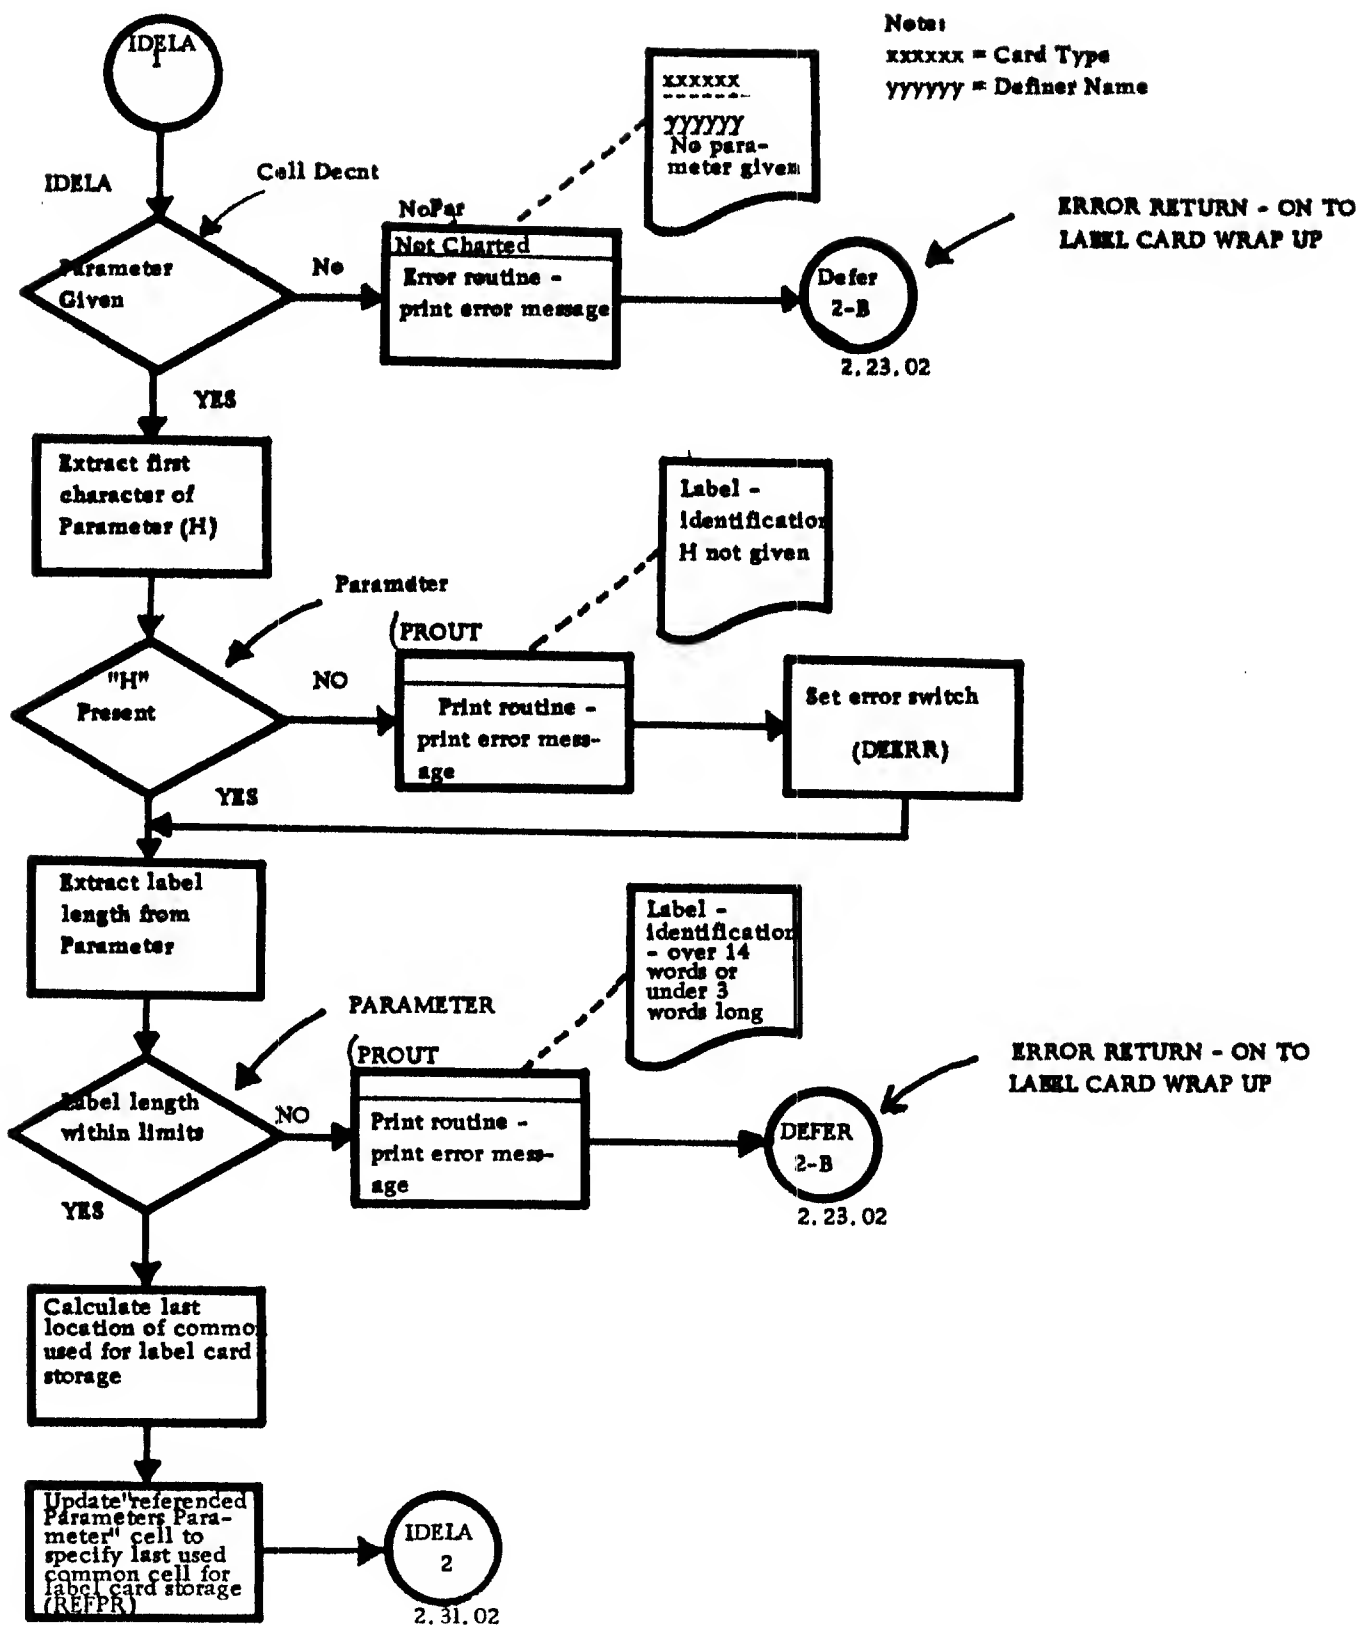 IDELA
1
Note:
xxxxxx = Card Type
yyyyyy = Definer Name
xxxxxx
yyyyyy
No para-
meter given
Cell Decnt
IDELA
Parameter
Given
No
NoPar
Not Charted
Error routine -
print error message
Defer
2-B
2.23.02
ERROR RETURN - ON TO
LABEL CARD WRAP UP
YES
Extract first
character of
Parameter (H)
Label -
identification
H not given
Parameter
"H"
Present
NO
(PROUT
Print routine -
print error mess-
age
Set error switch
(DEERR)
YES
Extract label
length from
Parameter
Label -
identification
- over 14
words or
under 3
words long
PARAMETER
Label length
within limits
NO
(PROUT
Print routine -
print error mess-
age
DEFER
2-B
2.23.02
ERROR RETURN - ON TO
LABEL CARD WRAP UP
YES
Calculate last
location of common
used for label card
storage
Update "referended
Parameters Para-
meter" cell to
specify last used
common cell for
label card storage
(REFPR)
IDELA
2
2.31.02